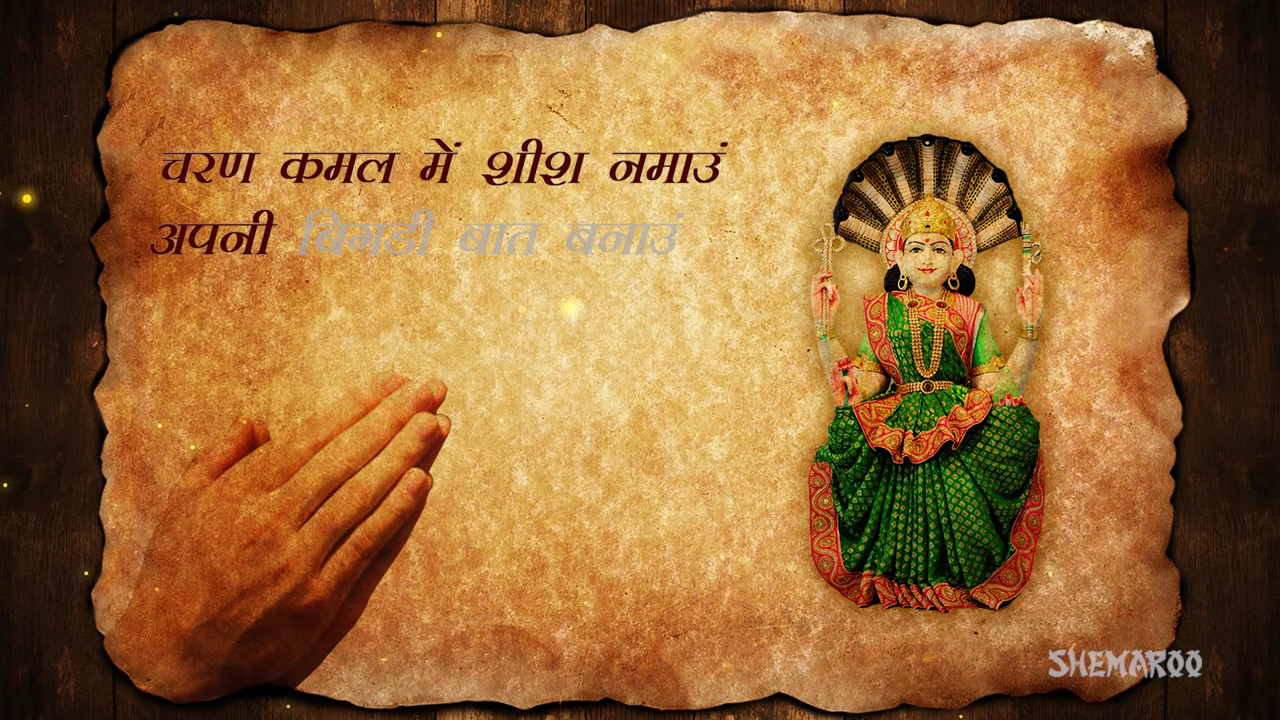 चरण कमल में शीश नमाउं
अपनी बिगडी बात बनाउं
SHEMAROO